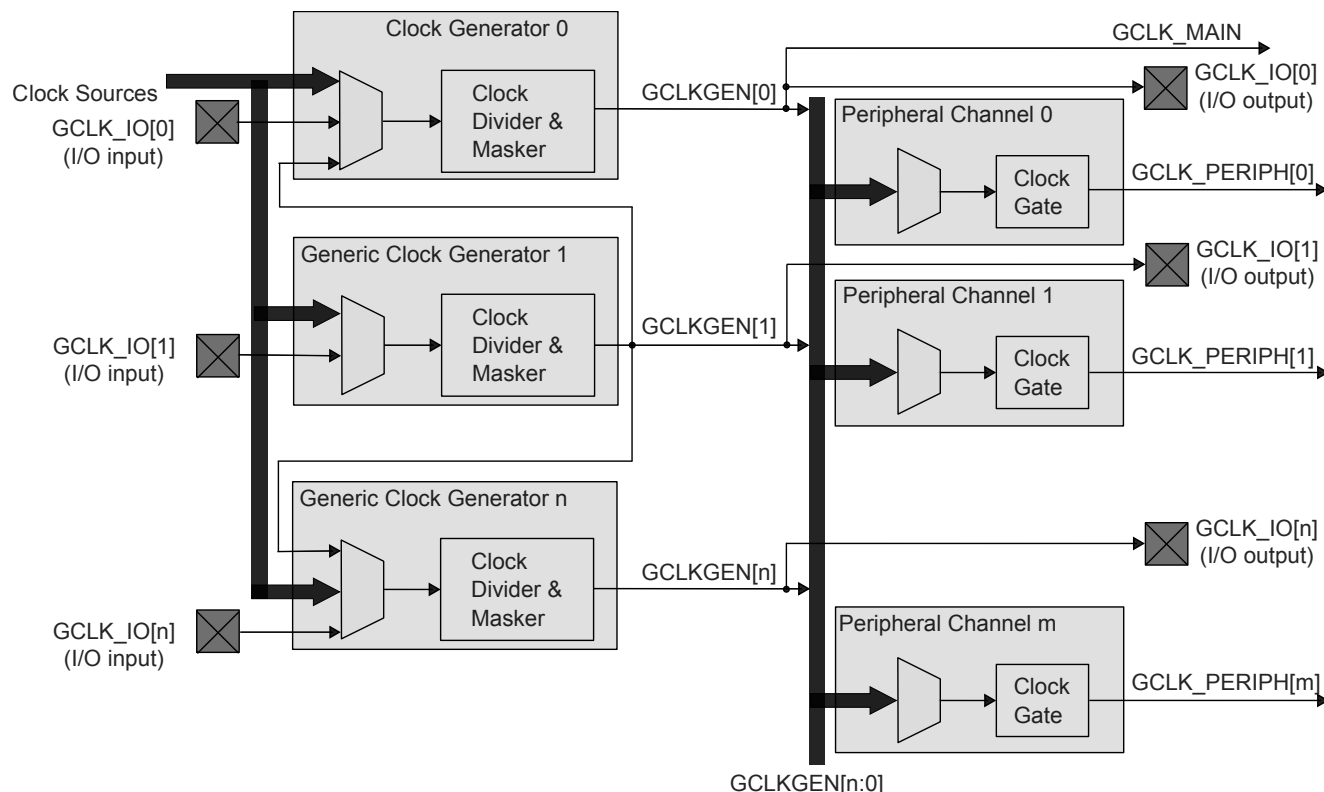 Clock Generator 0
GCLK_MAIN
Clock Sources
GCLK_IO[0]
(I/O input)
Clock
Divider &
Masker
GCLKGEN[0]
GCLK_IO[0]
(I/O output)
Peripheral Channel 0
Clock
Gate
GCLK_PERIPH[0]
Generic Clock Generator 1
GCLK_IO[1]
(I/O input)
Clock
Divider &
Masker
GCLKGEN[1]
GCLK_IO[1]
(I/O output)
Peripheral Channel 1
Clock
Gate
GCLK_PERIPH[1]
Generic Clock Generator n
GCLK_IO[n]
(I/O input)
Clock
Divider &
Masker
GCLKGEN[n]
GCLK_IO[n]
(I/O output)
Peripheral Channel m
Clock
Gate
GCLK_PERIPH[m]
GCLKGEN[n:0]